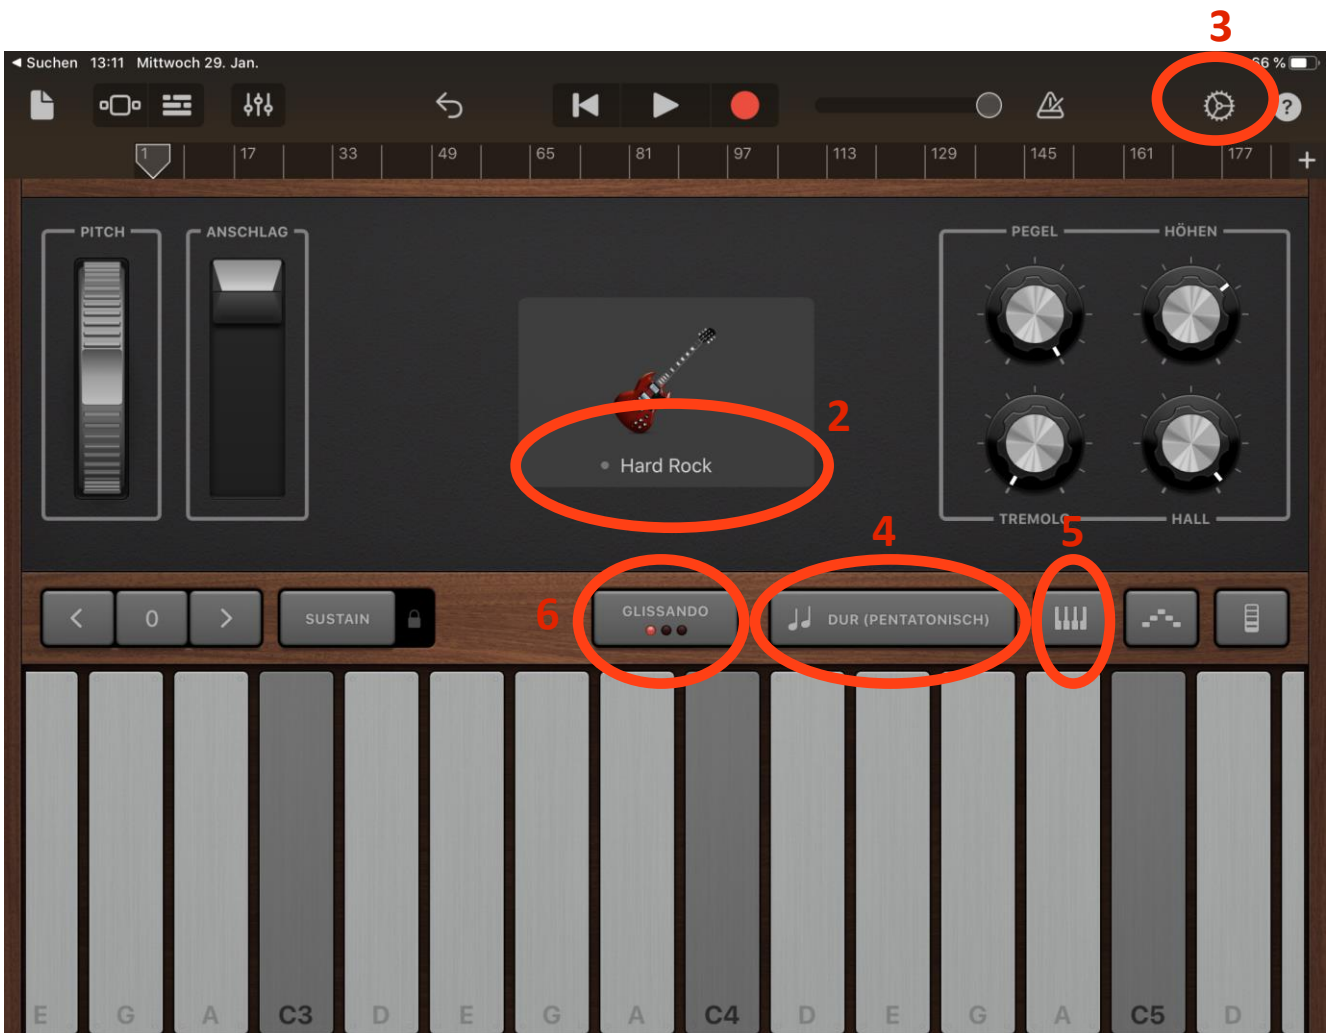 3
Suchen 13:11 Mittwoch 29. Jan.
66 %
?
1 17 33 49 65 81 97 113 129 145 161 177 +
PITCH
ANSCHLAG
PEGEL
HÖHEN
2
Hard Rock
TREMOLO
HALL
4
5
6
< 0 >
SUSTAIN
GLISSANDO
DUR (PENTATONISCH)
E G A C3 D E G A C4 D E G A C5 D